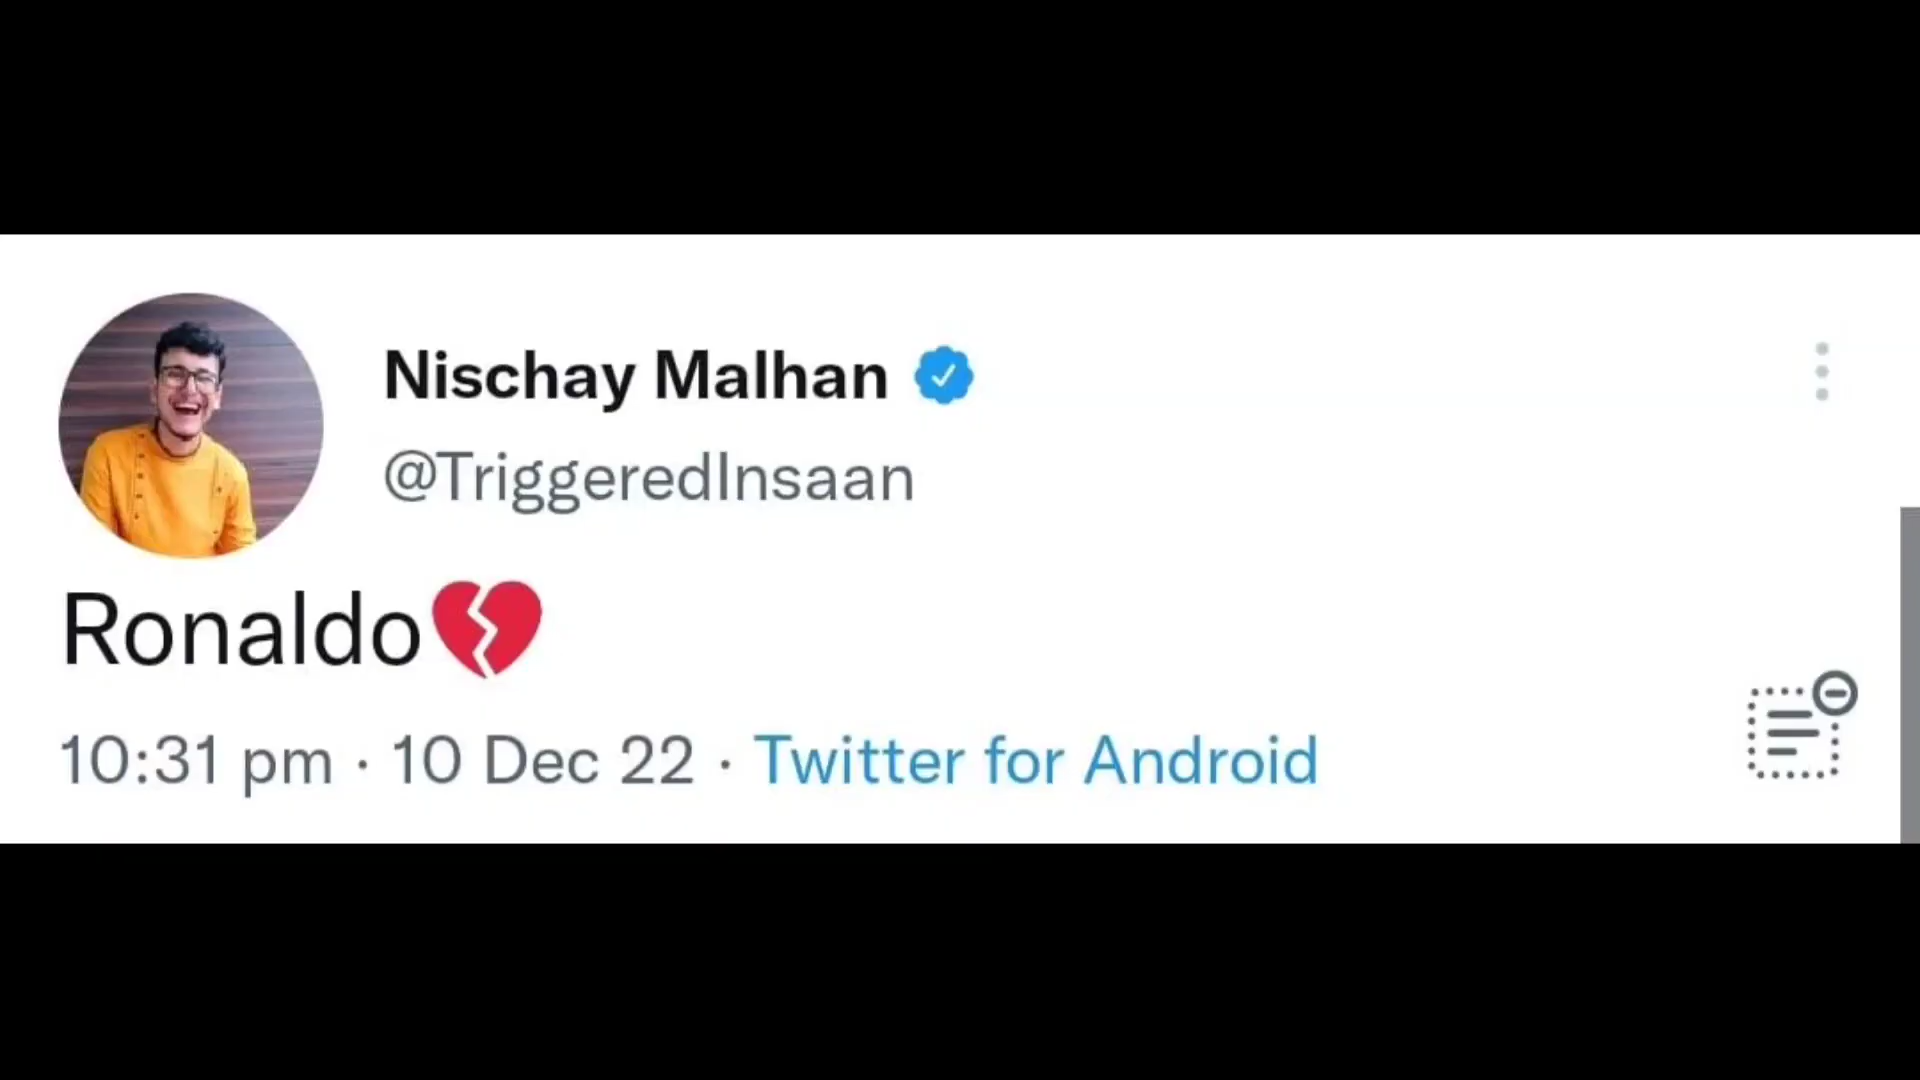 Nischay Malhan
@TriggeredInsaan
Ronaldo💔
10:31 pm · 10 Dec 22 · Twitter for Android